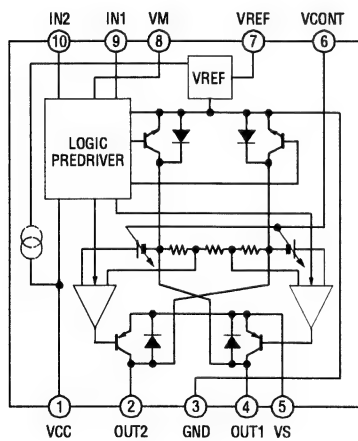 IN2 IN1 VM VREF VCONT
10 9 8 7 6
VREF
LOGIC
PREDRIVER
1 2 3 4 5
VCC OUT2 GND OUT1 VS